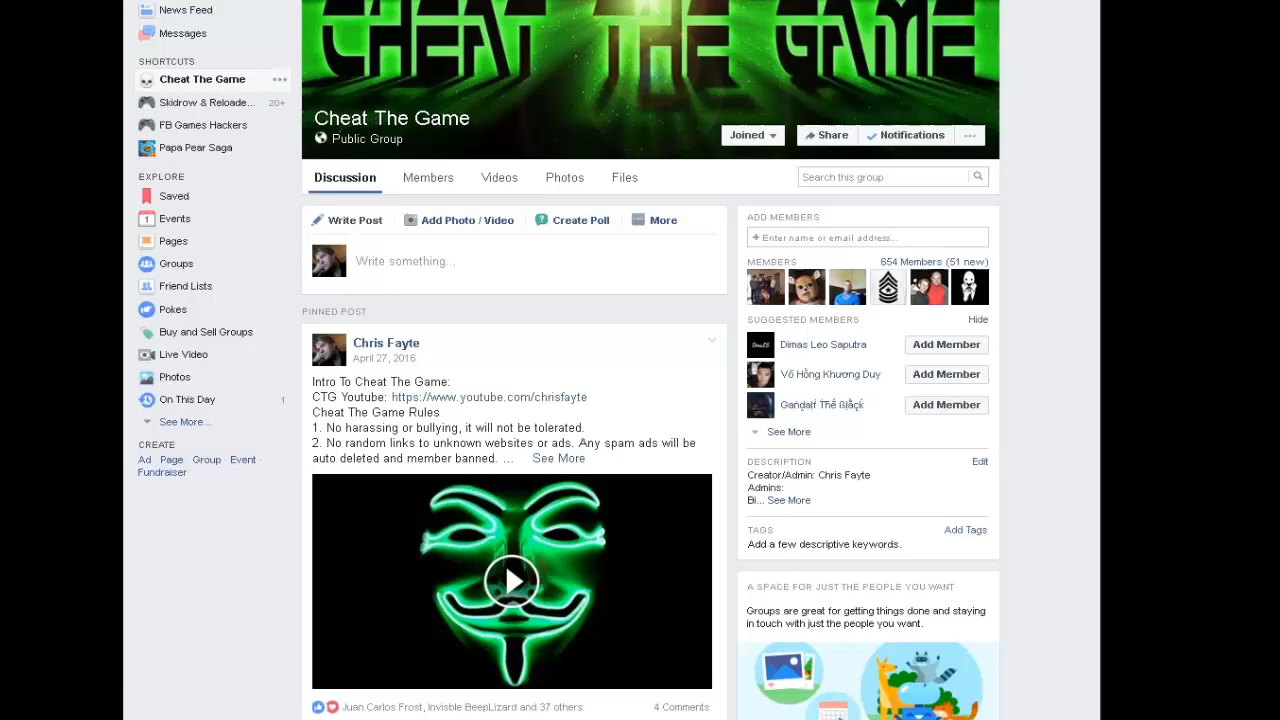 News Feed
Messages
SHORTCUTS
Cheat The Game
Skidrow & Reloade... 20+
FB Games Hackers
Papa Pear Saga
EXPLORE
Saved
Events
Pages
Groups
Friend Lists
Pokes
Buy and Sell Groups
Live Video
Photos
On This Day 1
See More...
CREATE
Ad Page Group Event
Fundraiser
CHEAT THE GAME
Cheat The Game
Public Group
Joined Share Notifications
Discussion Members Videos Photos Files
Search this group
Write Post Add Photo / Video Create Poll More
Write something...
PINNED POST
Chris Fayte
April 27, 2016
Intro To Cheat The Game:
CTG Youtube: https://www.youtube.com/chrisfayte
Cheat The Game Rules
1. No harassing or bullying, it will not be tolerated.
2. No random links to unknown websites or ads. Any spam ads will be
auto deleted and member banned. ... See More
Juan Carlos Frost, Invisble BeepLizard and 37 others 4 Comments
ADD MEMBERS
+ Enter name or email address...
MEMBERS 654 Members (51 new)
SUGGESTED MEMBERS Hide
Dimas Leo Saputra Add Member
Võ Hồng Khương Duy Add Member
Add Member
See More
DESCRIPTION Edit
Creator/Admin: Chris Fayte
Admins:
Bi... See More
TAGS Add Tags
Add a few descriptive keywords.
A SPACE FOR JUST THE PEOPLE YOU WANT
Groups are great for getting things done and staying
in touch with just the people you want.